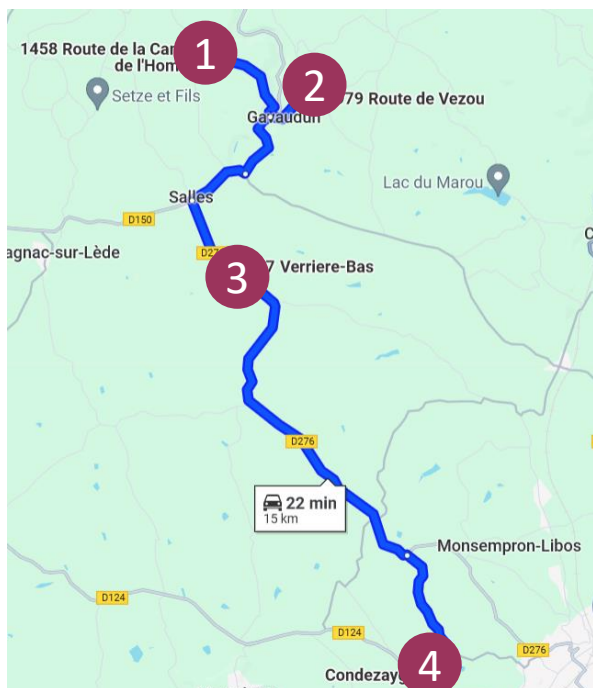 1
1458 Route de la
de l'Hom
Setze et Fils
2
79 Route de Vezou
Gavaudun
Lac du Marou
Salles
D150
agnac-sur-Lède
3
7 Verriere-Bas
D276
22 min
15 km
Monsempron-Libos
D124
D124
D276
4